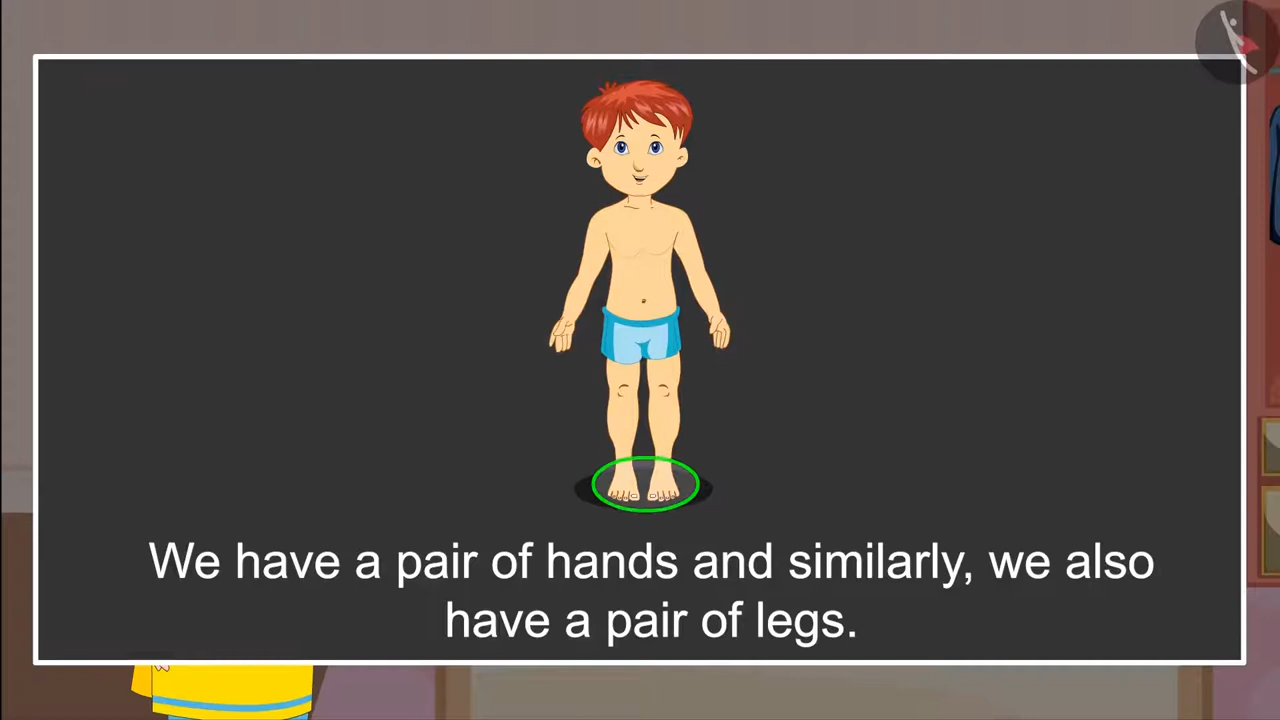 We have a pair of hands and similarly, we also
have a pair of legs.